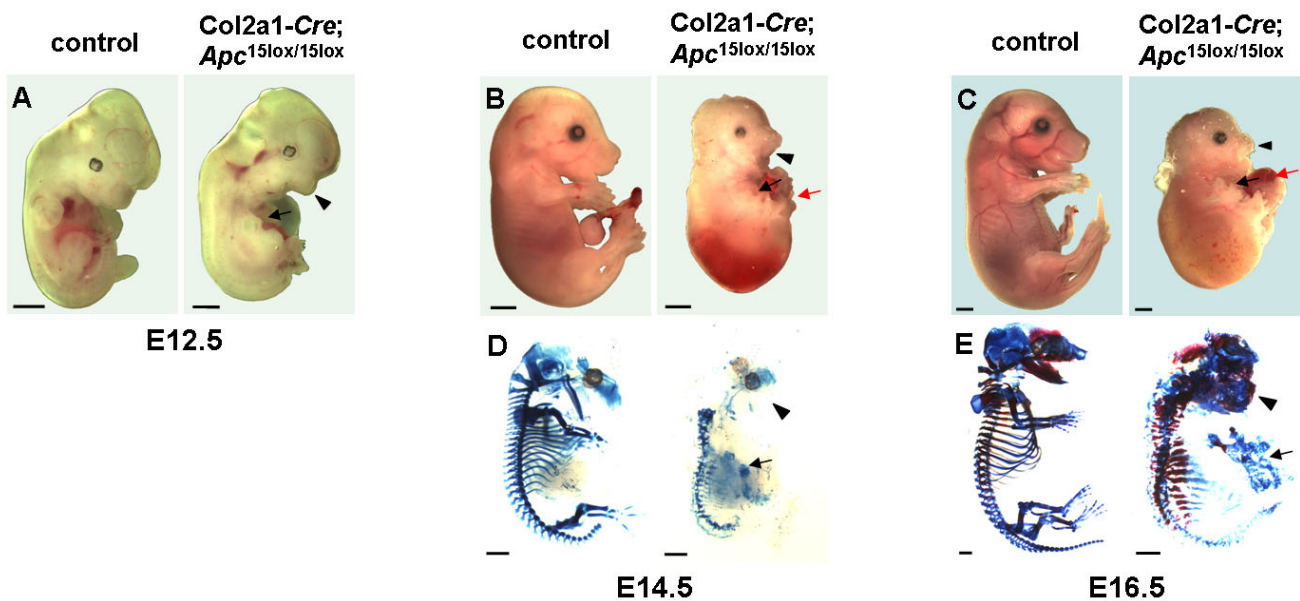 control
Col2a1-Cre;
Apc15lox/15lox
control
Col2a1-Cre;
Apc15lox/15lox
control
Col2a1-Cre;
Apc15lox/15lox
A
B
C
E12.5
D
E
E14.5
E16.5